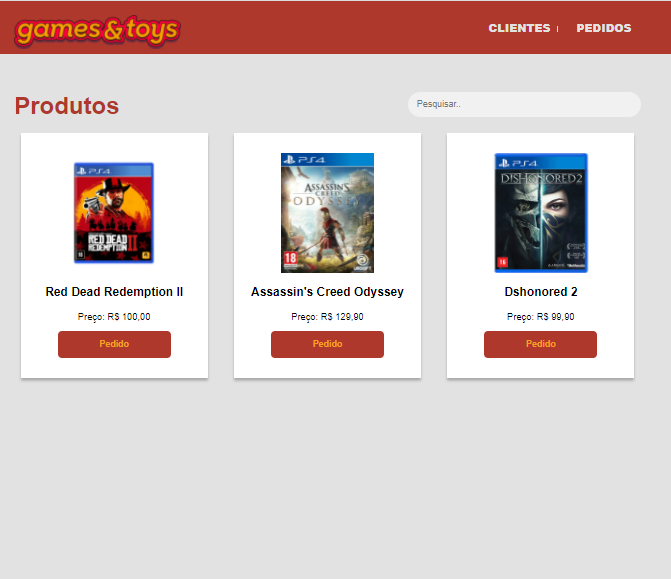 games&toys
CLIENTES
PEDIDOS
Produtos
Pesquisar..
PS4
RED DEAD
REDEMPTION II
Red Dead Redemption II
Preço: R$ 100,00
Pedido
PS4
ASSASSIN'S
CREED
ODYSSEY
18
UBISOFT
Assassin's Creed Odyssey
Preço: R$ 129,90
Pedido
PS4
DISHONORED 2
18
Bethesda
Dshonored 2
Preço: R$ 99,90
Pedido